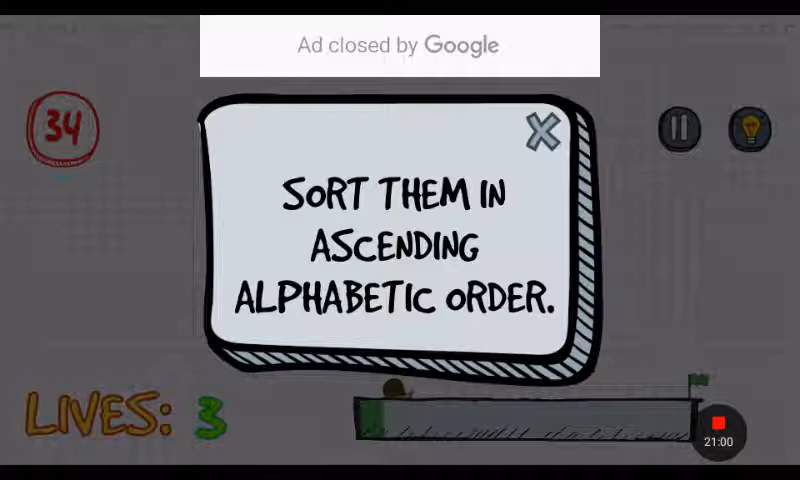 Ad closed by Google
34
SORT THEM IN
ASCENDING
ALPHABETIC ORDER.
LIVES: 3
21:00